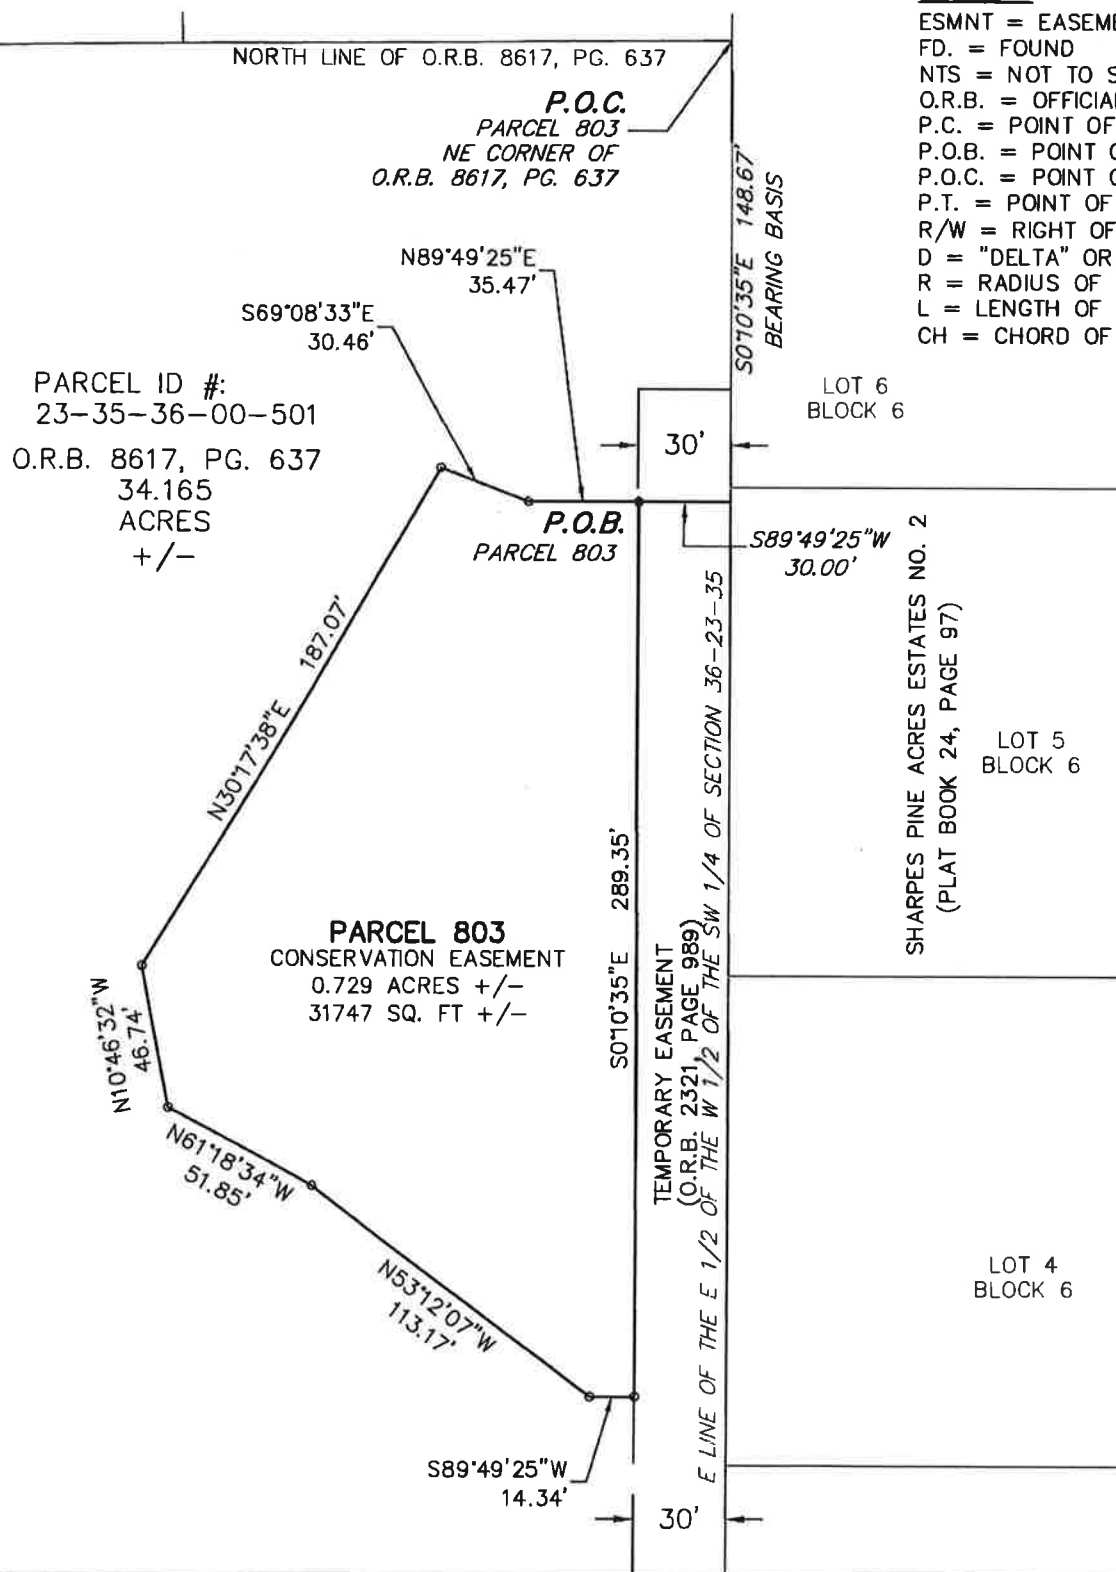 ESMNT = EASEM
FD. = FOUND
NTS = NOT TO S
O.R.B. = OFFICIAL
P.C. = POINT OF
P.O.B. = POINT
P.O.C. = POINT
P.T. = POINT OF
R/W = RIGHT OF
D = "DELTA" OR
R = RADIUS OF
L = LENGTH OF
CH = CHORD OF
NORTH LINE OF O.R.B. 8617, PG. 637
P.O.C.
PARCEL 803
NE CORNER OF
O.R.B. 8617, PG. 637
S0°10'35"E 148.67'
BEARING BASIS
N89°49'25"E
35.47'
S69°08'33"E
30.46'
PARCEL ID #:
23-35-36-00-501
O.R.B. 8617, PG. 637
34.165
ACRES
+/-
LOT 6
BLOCK 6
30'
P.O.B.
PARCEL 803
S89°49'25"W
30.00'
N30°17'38"E 187.07'
SHARPES PINE ACRES ESTATES NO. 2
(PLAT BOOK 24, PAGE 97)
LOT 5
BLOCK 6
S0°10'35"E 289.35'
TEMPORARY EASEMENT
(O.R.B. 2321, PAGE 989)
E LINE OF THE E 1/2 OF THE W 1/2 OF THE SW 1/4 OF SECTION 36-23-35
PARCEL 803
CONSERVATION EASEMENT
0.729 ACRES +/-
31747 SQ. FT +/-
N10°46'32"W
46.74'
N61°18'34"W
51.85'
N53°12'07"W
113.17'
LOT 4
BLOCK 6
S89°49'25"W
14.34'
30'